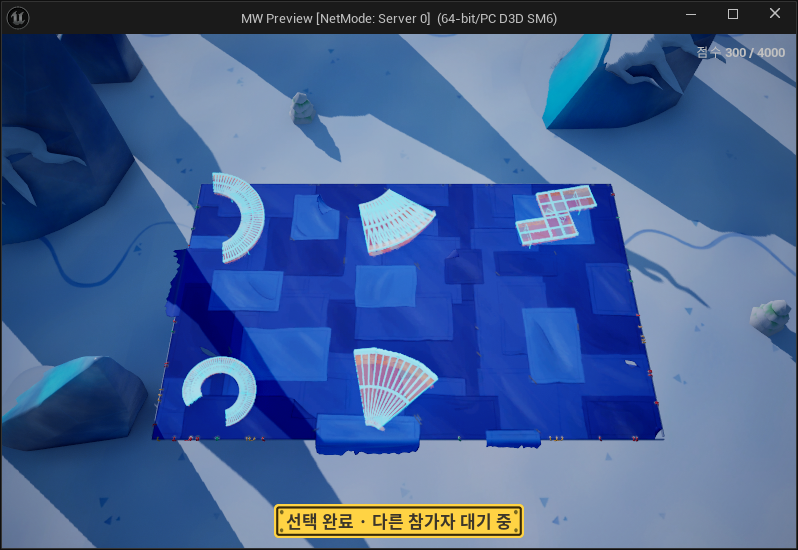 MW Preview [NetMode: Server 0] (64-bit/PC D3D SM6)
점수 300 / 4000
선택 완료 · 다른 참가자 대기 중